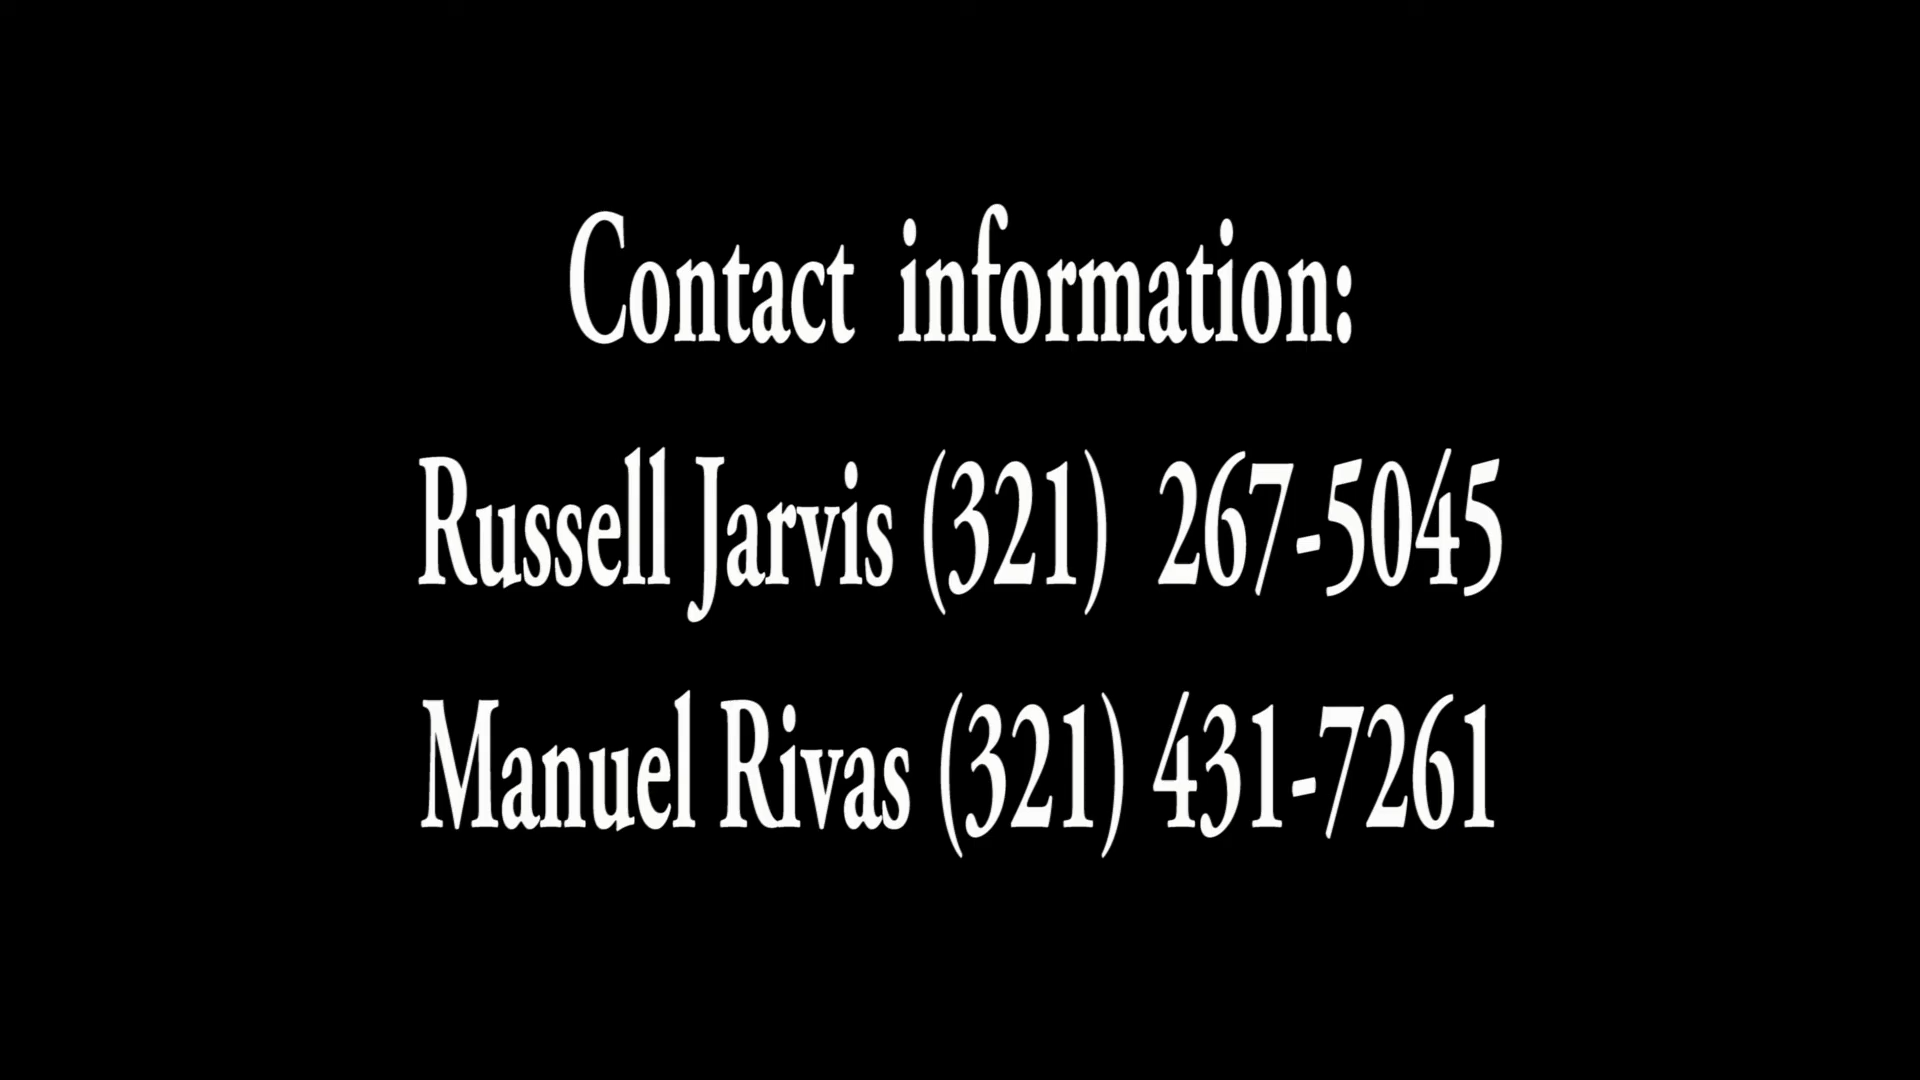 Contact information:
Russell Jarvis (321) 267-5045
Manuel Rivas (321) 431-7261